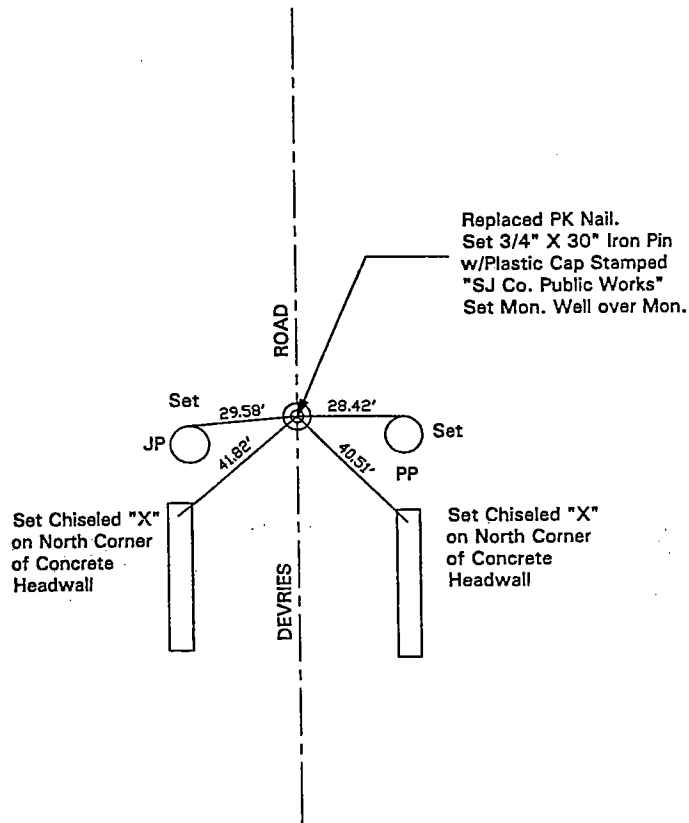 Replaced PK Nail.
Set 3/4" X 30" Iron Pin
w/Plastic Cap Stamped
"SJ Co. Public Works"
Set Mon. Well over Mon.
ROAD
Set
29.58'
28.42'
Set
JP
41.82'
40.51'
PP
Set Chiseled "X"
on North Corner
of Concrete
Headwall
Set Chiseled "X"
on North Corner
of Concrete
Headwall
DEVRIES